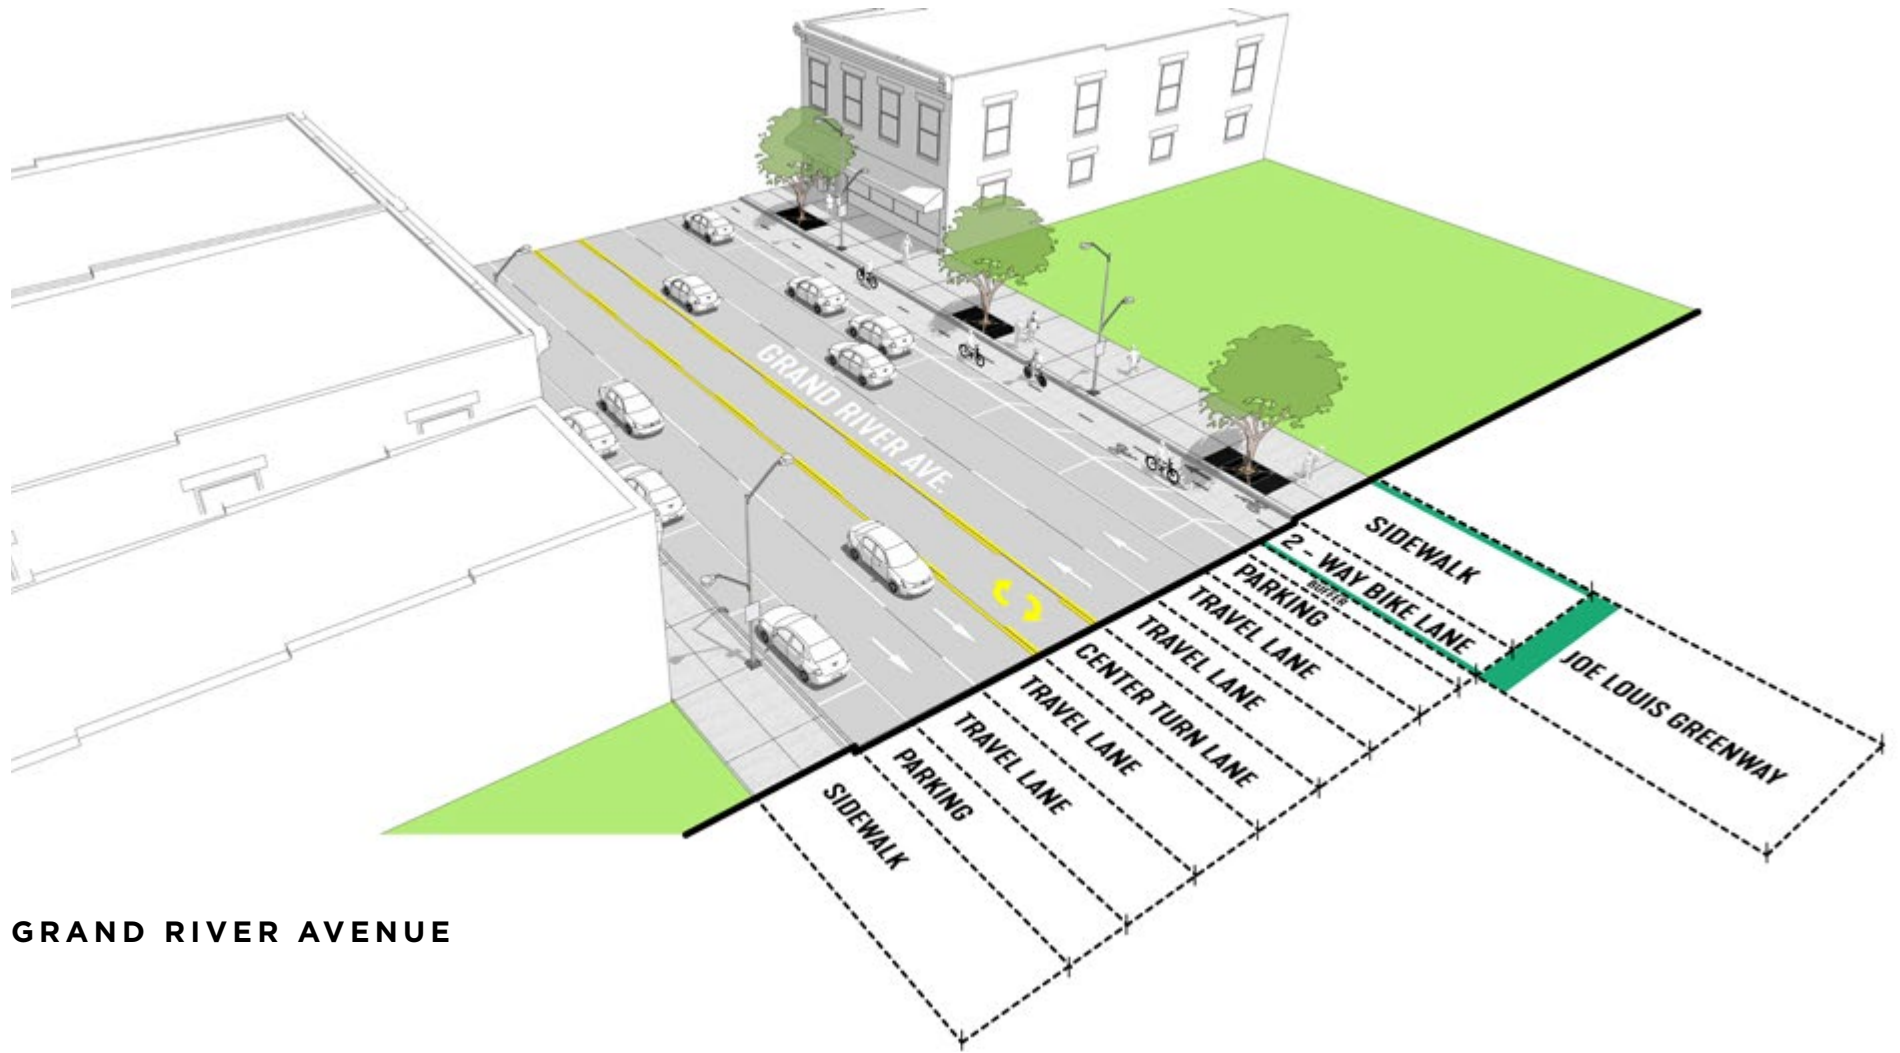 GRAND RIVER AVE.
SIDEWALK
2 - WAY BIKE LANE
BUFFER
PARKING
TRAVEL LANE
TRAVEL LANE
CENTER TURN LANE
TRAVEL LANE
TRAVEL LANE
PARKING
SIDEWALK
JOE LOUIS GREENWAY
GRAND RIVER AVENUE